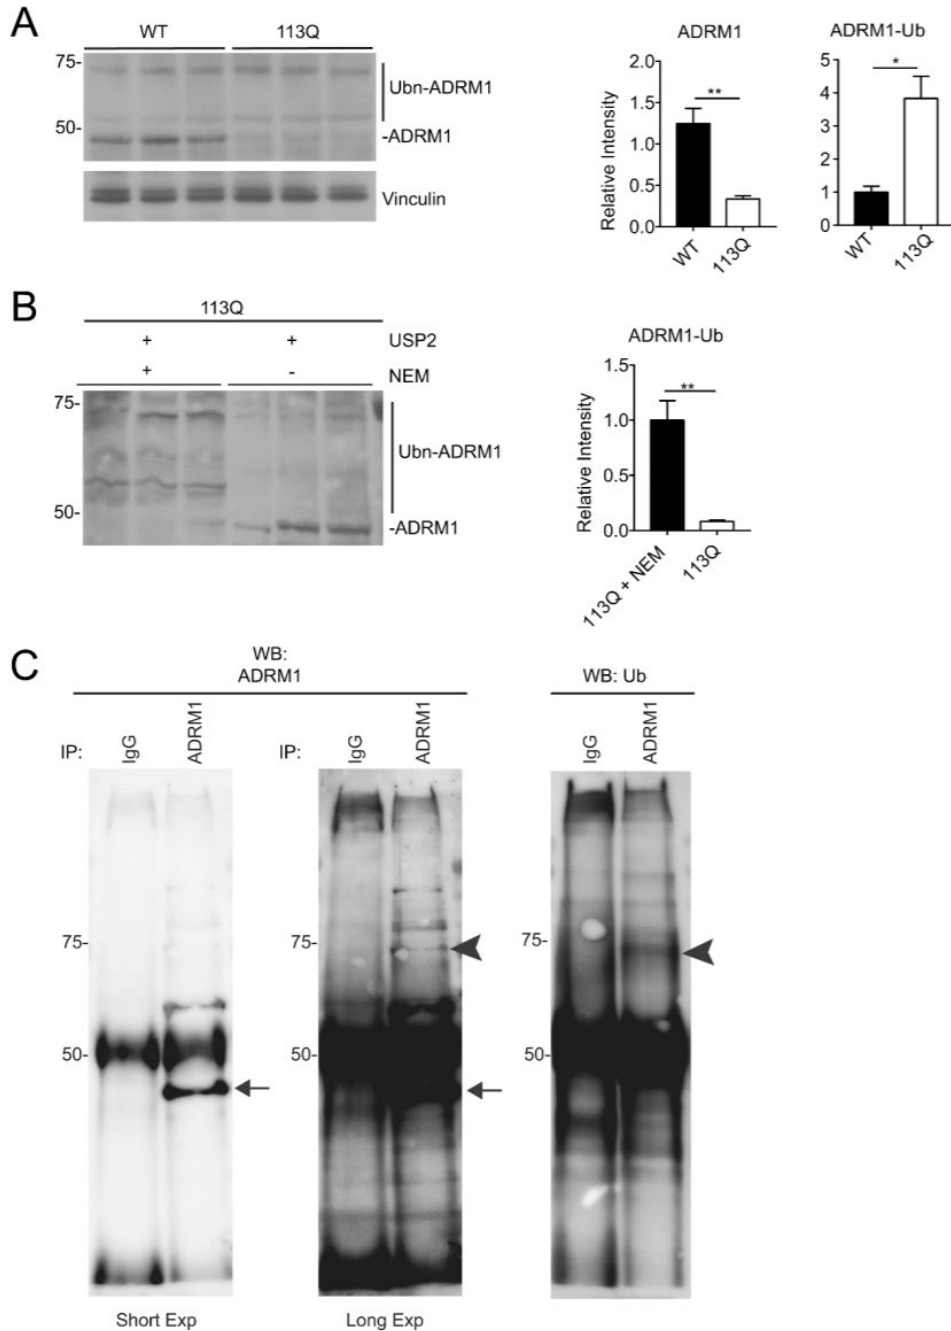 A
WT 113Q
75-
Ubn-ADRM1
50-
-ADRM1
Vinculin
ADRM1
Relative Intensity
2.0
1.5
1.0
0.5
0.0
**
WT 113Q
ADRM1-Ub
5
4
3
2
1
0
*
WT 113Q
B
113Q
+ + USP2
+ - NEM
75-
Ubn-ADRM1
50-
-ADRM1
ADRM1-Ub
Relative Intensity
1.5
1.0
0.5
0.0
**
113Q + NEM 113Q
C
WB:
ADRM1
IP: IgG ADRM1
75-
50-
Short Exp
IP: IgG ADRM1
75-
50-
Long Exp
WB: Ub
IgG ADRM1
75-
50-